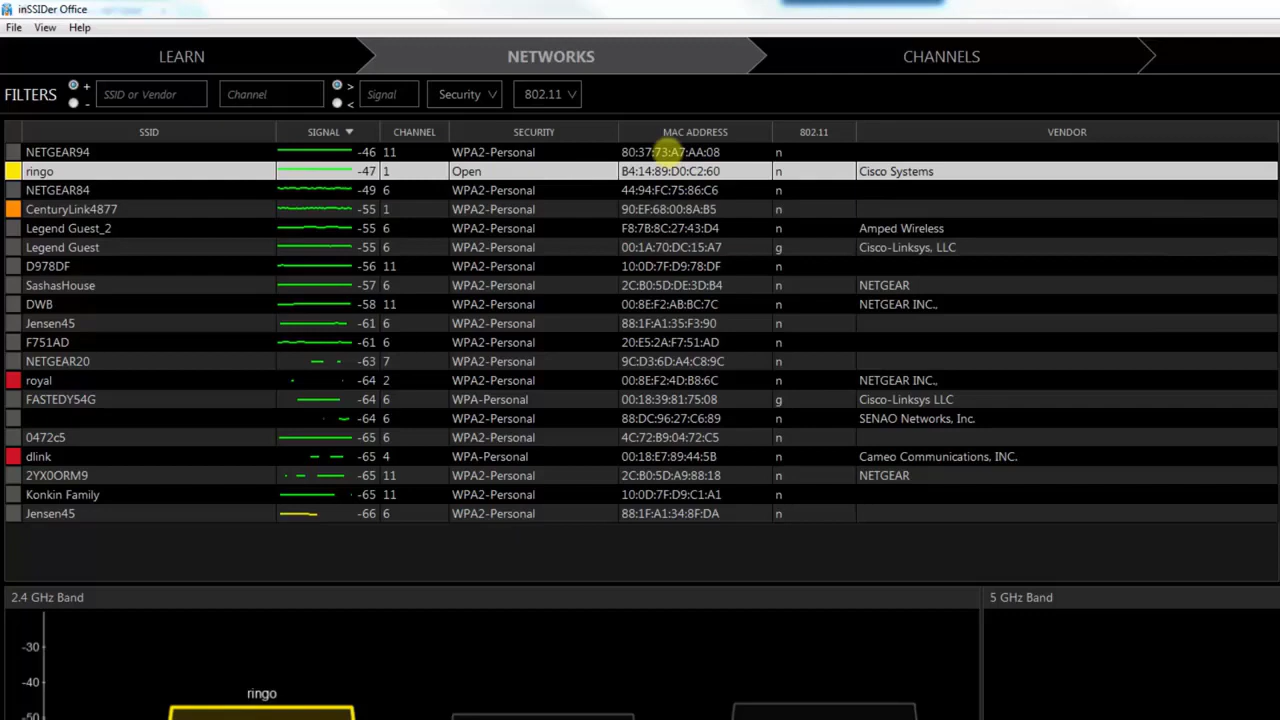 inSSIDer Office
File View Help
LEARN NETWORKS CHANNELS
FILTERS + - SSID or Vendor Channel > < Signal Security 802.11
SSID SIGNAL CHANNEL SECURITY MAC ADDRESS 802.11 VENDOR
NETGEAR94 -46 11 WPA2-Personal 80:37:73:A7:AA:08 n
ringo -47 1 Open B4:14:89:D0:C2:60 n Cisco Systems
NETGEAR84 -49 6 WPA2-Personal 44:94:FC:75:86:C6 n
CenturyLink4877 -55 1 WPA2-Personal 90:EF:68:00:8A:B5 n
Legend Guest_2 -55 6 WPA2-Personal F8:7B:8C:27:43:D4 n Amped Wireless
Legend Guest -55 6 WPA2-Personal 00:1A:70:DC:15:A7 g Cisco-Linksys, LLC
D978DF -56 11 WPA2-Personal 10:0D:7F:D9:78:DF n
SashasHouse -57 6 WPA2-Personal 2C:B0:5D:DE:3D:B4 n NETGEAR
DWB -58 11 WPA2-Personal 00:8E:F2:AB:BC:7C n NETGEAR INC.,
Jensen45 -61 6 WPA2-Personal 88:1F:A1:35:F3:90 n
F751AD -61 6 WPA2-Personal 20:E5:2A:F7:51:AD n
NETGEAR20 -63 7 WPA2-Personal 9C:D3:6D:A4:C8:9C n
royal -64 2 WPA2-Personal 00:8E:F2:4D:B8:6C n NETGEAR INC.,
FASTEDY54G -64 6 WPA-Personal 00:18:39:81:75:08 g Cisco-Linksys LLC
-64 6 WPA2-Personal 88:DC:96:27:C6:89 n SENAO Networks, Inc.
0472c5 -65 6 WPA2-Personal 4C:72:B9:04:72:C5 n
dlink -65 4 WPA-Personal 00:18:E7:89:44:5B n Cameo Communications, INC.
2YX0ORM9 -65 11 WPA2-Personal 2C:B0:5D:A9:88:18 n NETGEAR
Konkin Family -65 11 WPA2-Personal 10:0D:7F:D9:C1:A1 n
Jensen45 -66 6 WPA2-Personal 88:1F:A1:34:8F:DA n
2.4 GHz Band 5 GHz Band
-30
-40
ringo
-50